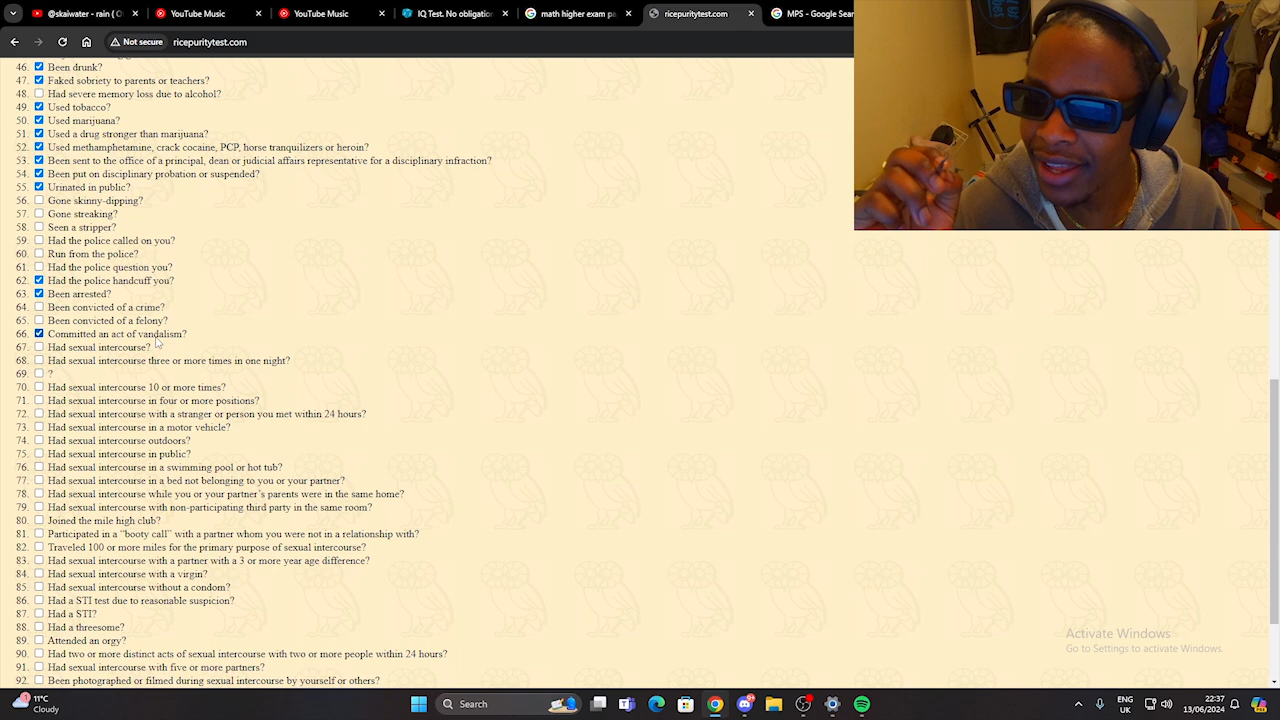 @skaiwater - rain (
YouTube Music
YouTube Music
IQ Test. No obligatio
math higher exam pa
ricepuritytest.com
MPS - Google Sear
Not secure
ricepuritytest.com
46. Been drunk?
47. Faked sobriety to parents or teachers?
48. Had severe memory loss due to alcohol?
49. Used tobacco?
50. Used marijuana?
51. Used a drug stronger than marijuana?
52. Used methamphetamine, crack cocaine, PCP, horse tranquilizers or heroin?
53. Been sent to the office of a principal, dean or judicial affairs representative for a disciplinary infraction?
54. Been put on disciplinary probation or suspended?
55. Urinated in public?
56. Gone skinny-dipping?
57. Gone streaking?
58. Seen a stripper?
59. Had the police called on you?
60. Run from the police?
61. Had the police question you?
62. Had the police handcuff you?
63. Been arrested?
64. Been convicted of a crime?
65. Been convicted of a felony?
66. Committed an act of vandalism?
67. Had sexual intercourse?
68. Had sexual intercourse three or more times in one night?
69. ?
70. Had sexual intercourse 10 or more times?
71. Had sexual intercourse in four or more positions?
72. Had sexual intercourse with a stranger or person you met within 24 hours?
73. Had sexual intercourse in a motor vehicle?
74. Had sexual intercourse outdoors?
75. Had sexual intercourse in public?
76. Had sexual intercourse in a swimming pool or hot tub?
77. Had sexual intercourse in a bed not belonging to you or your partner?
78. Had sexual intercourse while you or your partner's parents were in the same home?
79. Had sexual intercourse with non-participating third party in the same room?
80. Joined the mile high club?
81. Participated in a "booty call" with a partner whom you were not in a relationship with?
82. Traveled 100 or more miles for the primary purpose of sexual intercourse?
83. Had sexual intercourse with a partner with a 3 or more year age difference?
84. Had sexual intercourse with a virgin?
85. Had sexual intercourse without a condom?
86. Had a STI test due to reasonable suspicion?
87. Had a STI?
88. Had a threesome?
89. Attended an orgy?
90. Had two or more distinct acts of sexual intercourse with two or more people within 24 hours?
91. Had sexual intercourse with five or more partners?
92. Been photographed or filmed during sexual intercourse by yourself or others?
Activate Windows
Go to Settings to activate Windows.
11°C
Cloudy
Search
ENG
UK
22:37
13/06/2024